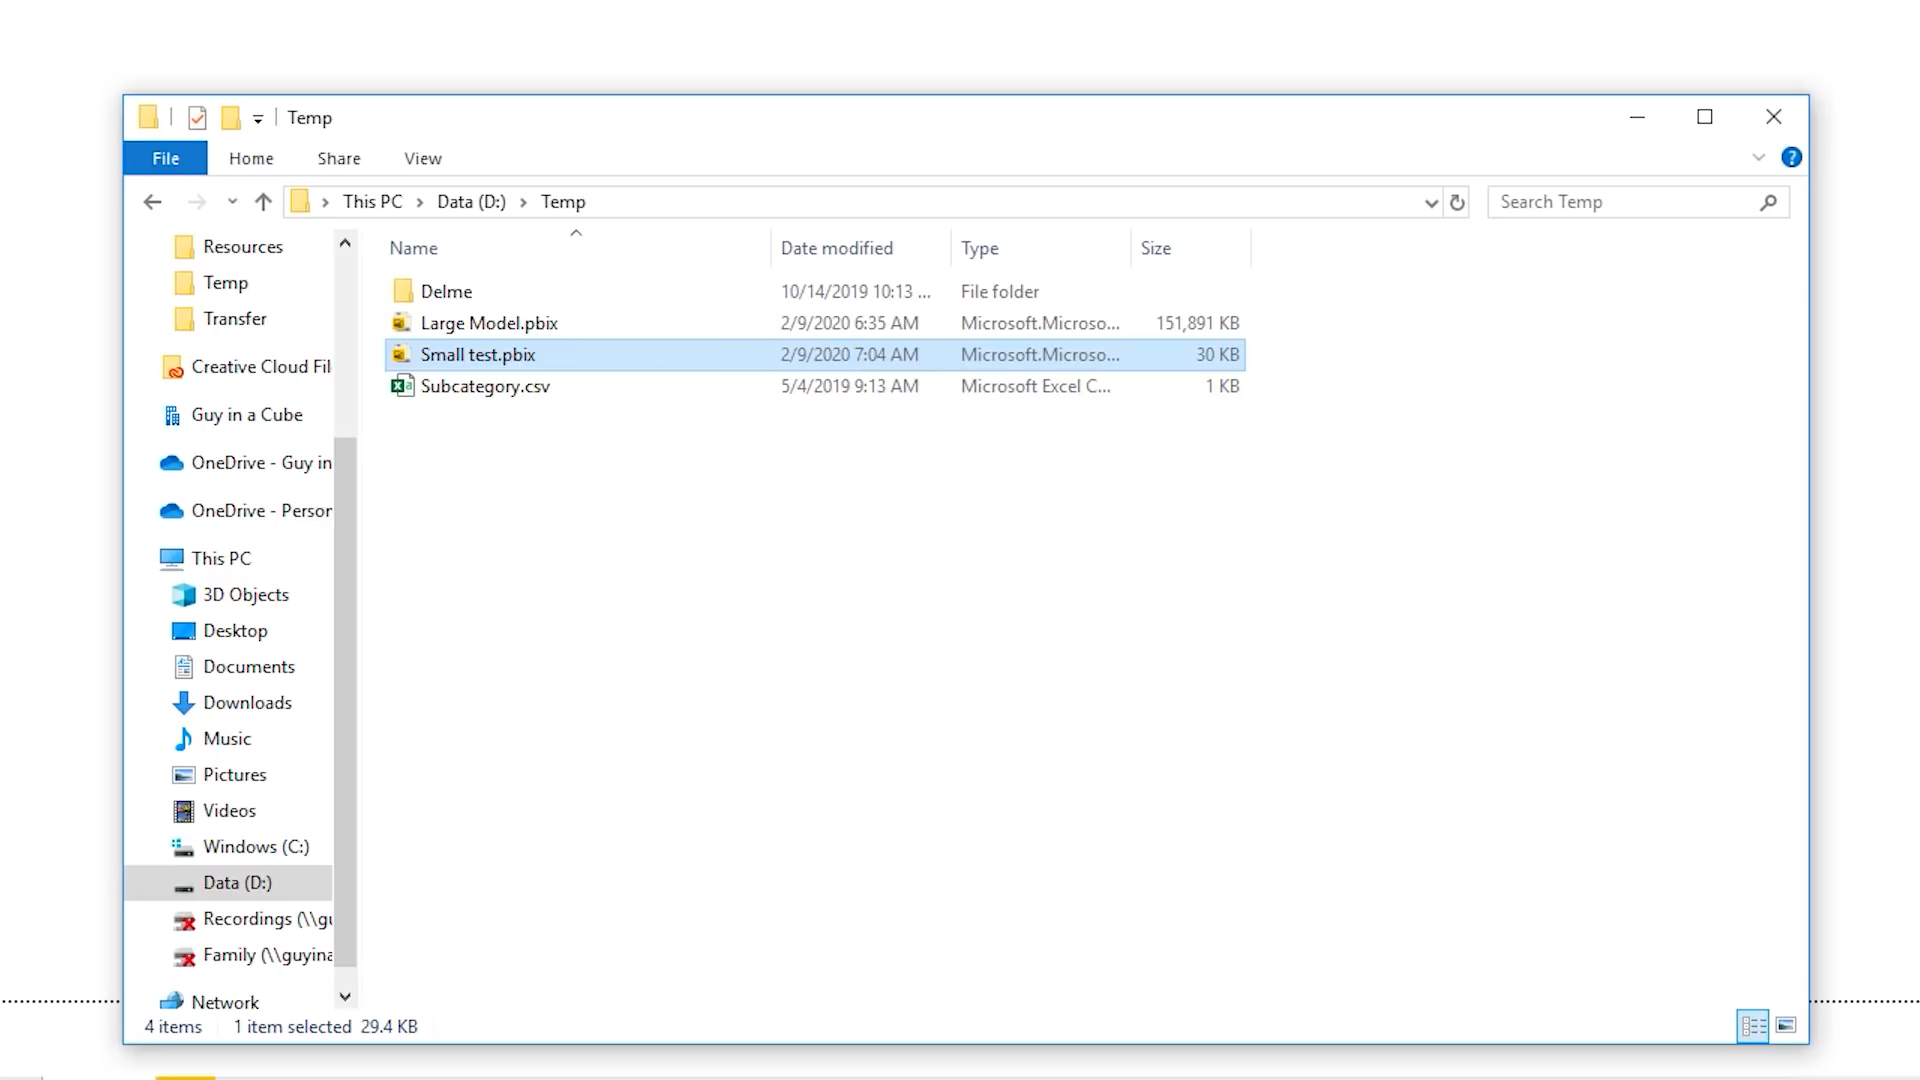 Temp
File Home Share View
This PC Data (D:) Temp
Search Temp
Name Date modified Type Size
Delme 10/14/2019 10:13 ... File folder
Large Model.pbix 2/9/2020 6:35 AM Microsoft.Microso... 151,891 KB
Small test.pbix 2/9/2020 7:04 AM Microsoft.Microso... 30 KB
Subcategory.csv 5/4/2019 9:13 AM Microsoft Excel C... 1 KB
Resources
Temp
Transfer
Creative Cloud Fil
Guy in a Cube
OneDrive - Guy in
OneDrive - Person
This PC
3D Objects
Desktop
Documents
Downloads
Music
Pictures
Videos
Windows (C:)
Data (D:)
Recordings (\\gu
Family (\\guyina
Network
4 items 1 item selected 29.4 KB